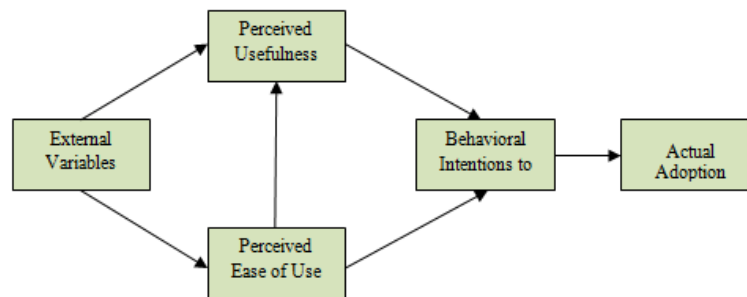 Perceived
Usefulness
External
Variables
Behavioral
Intentions to
Actual
Adoption
Perceived
Ease of Use